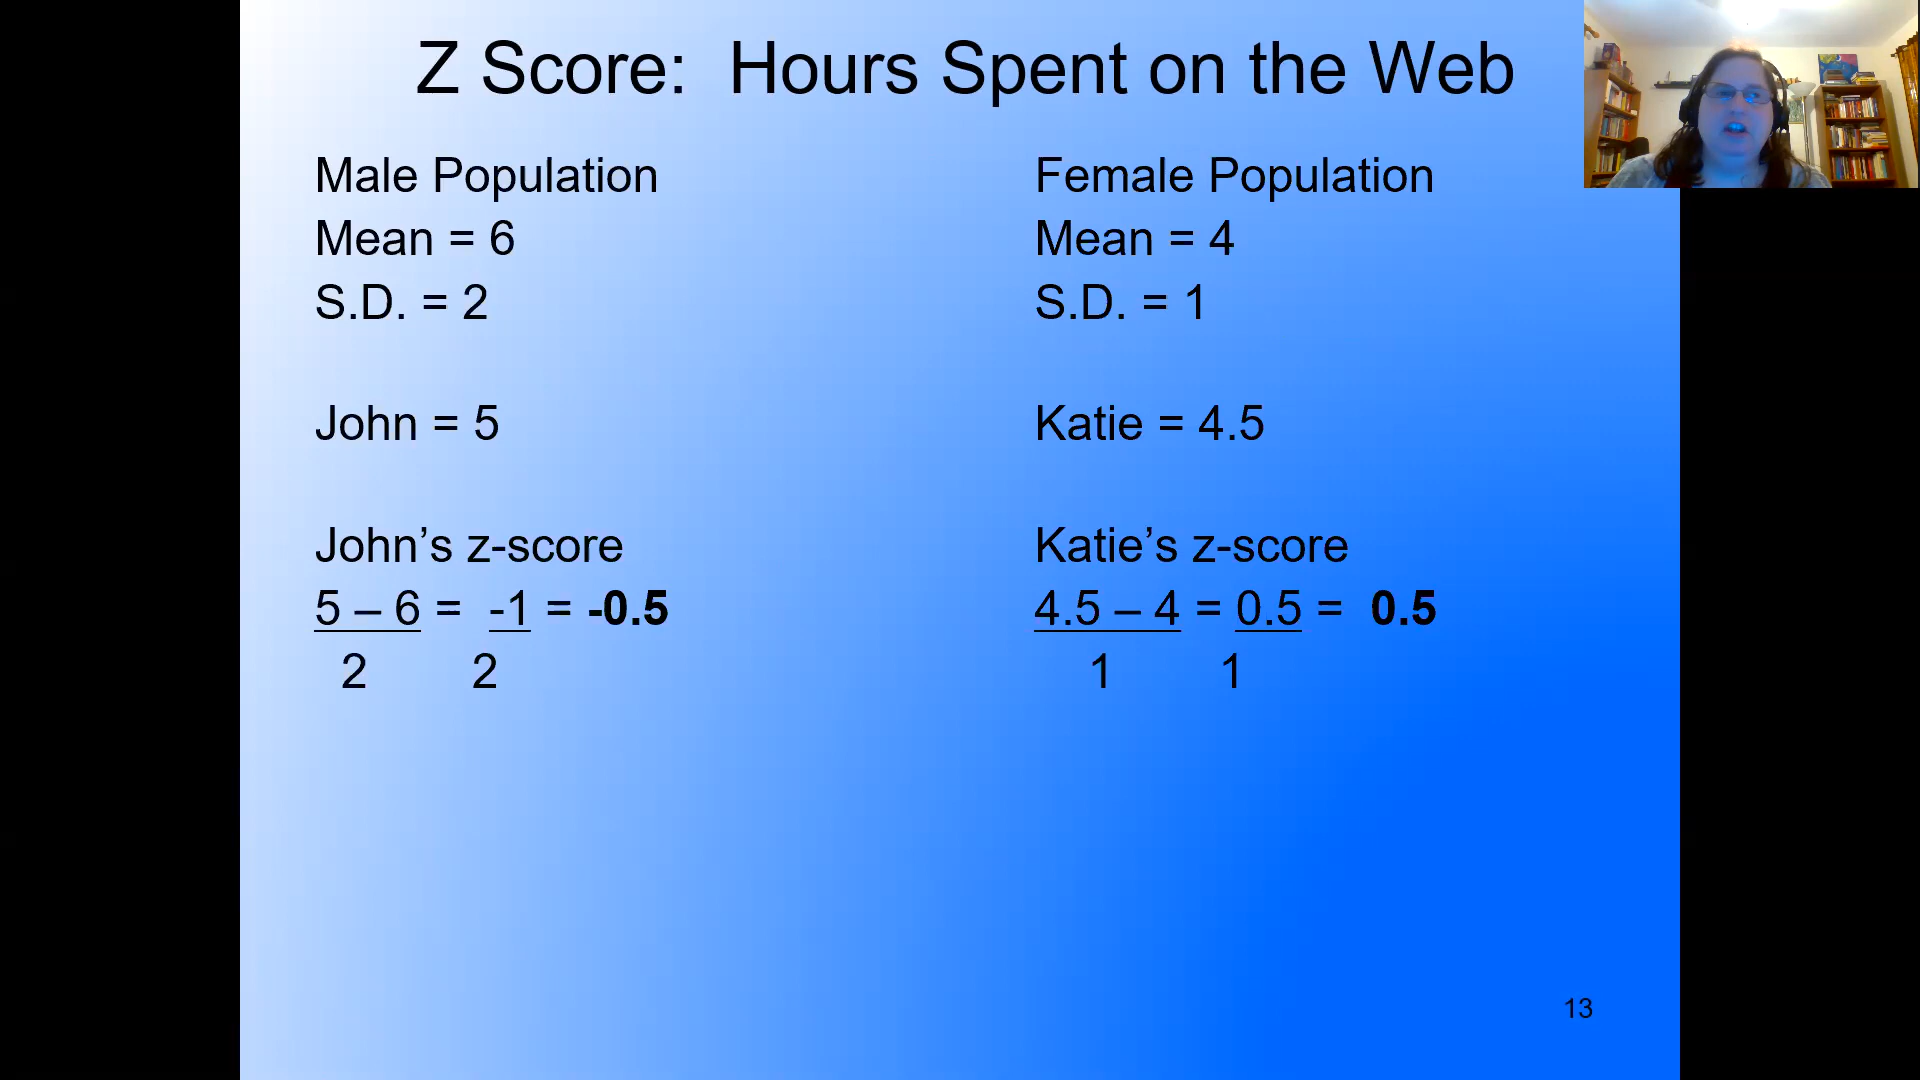 Z Score: Hours Spent on the Web
Male Population
Mean = 6
S.D. = 2
John = 5
John’s z-score
5 – 6 = -1 = -0.5
2 2
Female Population
Mean = 4
S.D. = 1
Katie = 4.5
Katie’s z-score
4.5 – 4 = 0.5 = 0.5
1 1
13